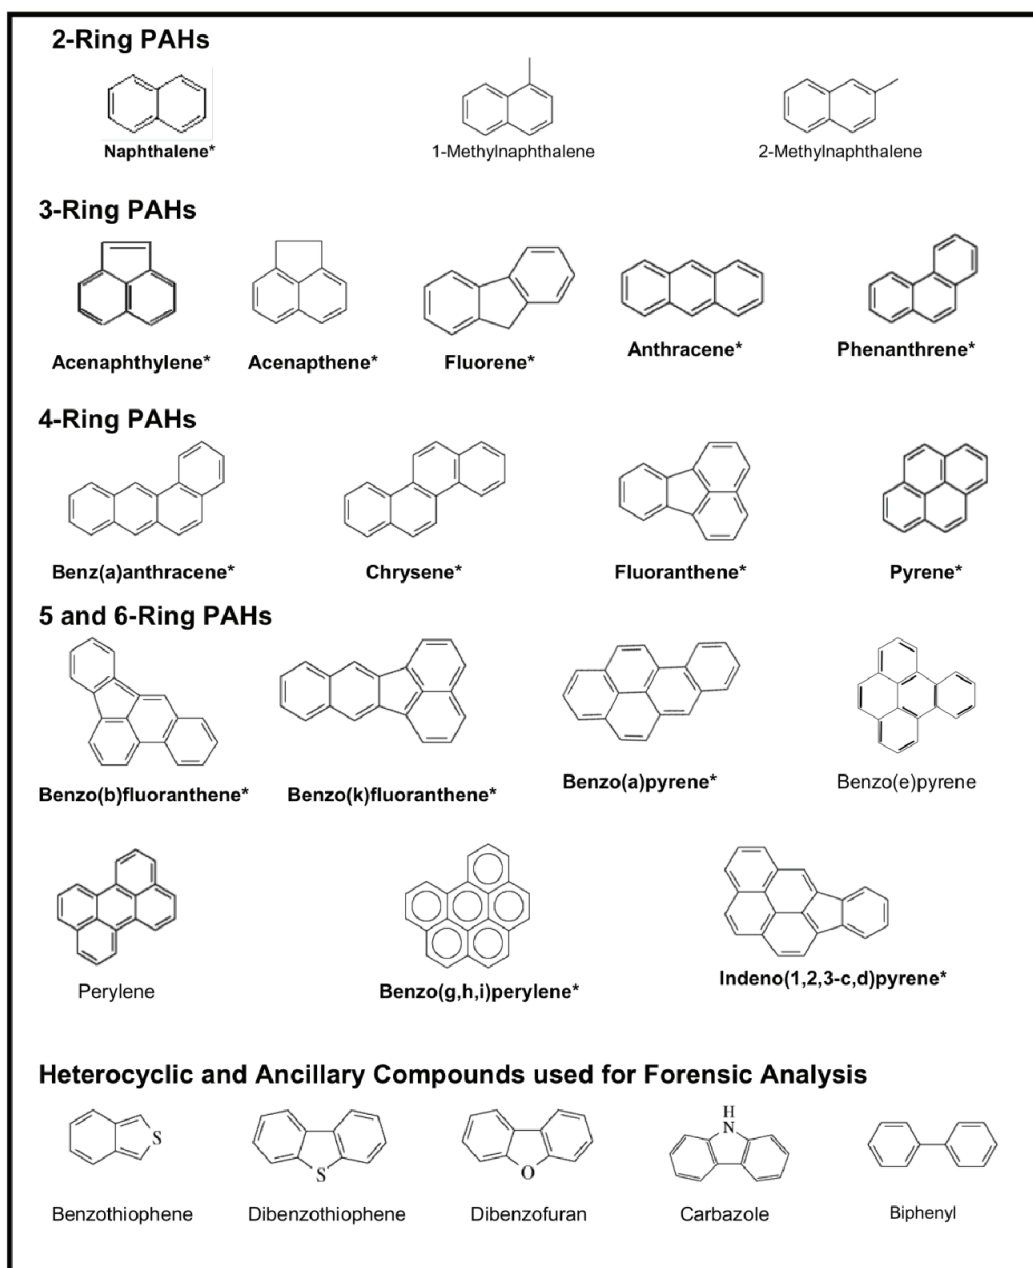 2-Ring PAHs
Naphthalene*
1-Methylnaphthalene
2-Methylnaphthalene
3-Ring PAHs
Acenaphthylene*
Acenapthene*
Fluorene*
Anthracene*
Phenanthrene*
4-Ring PAHs
Benz(a)anthracene*
Chrysene*
Fluoranthene*
Pyrene*
5 and 6-Ring PAHs
Benzo(b)fluoranthene*
Benzo(k)fluoranthene*
Benzo(a)pyrene*
Benzo(e)pyrene
Perylene
Benzo(g,h,i)perylene*
Indeno(1,2,3-c,d)pyrene*
Heterocyclic and Ancillary Compounds used for Forensic Analysis
S
S
O
H
N
Benzothiophene
Dibenzothiophene
Dibenzofuran
Carbazole
Biphenyl